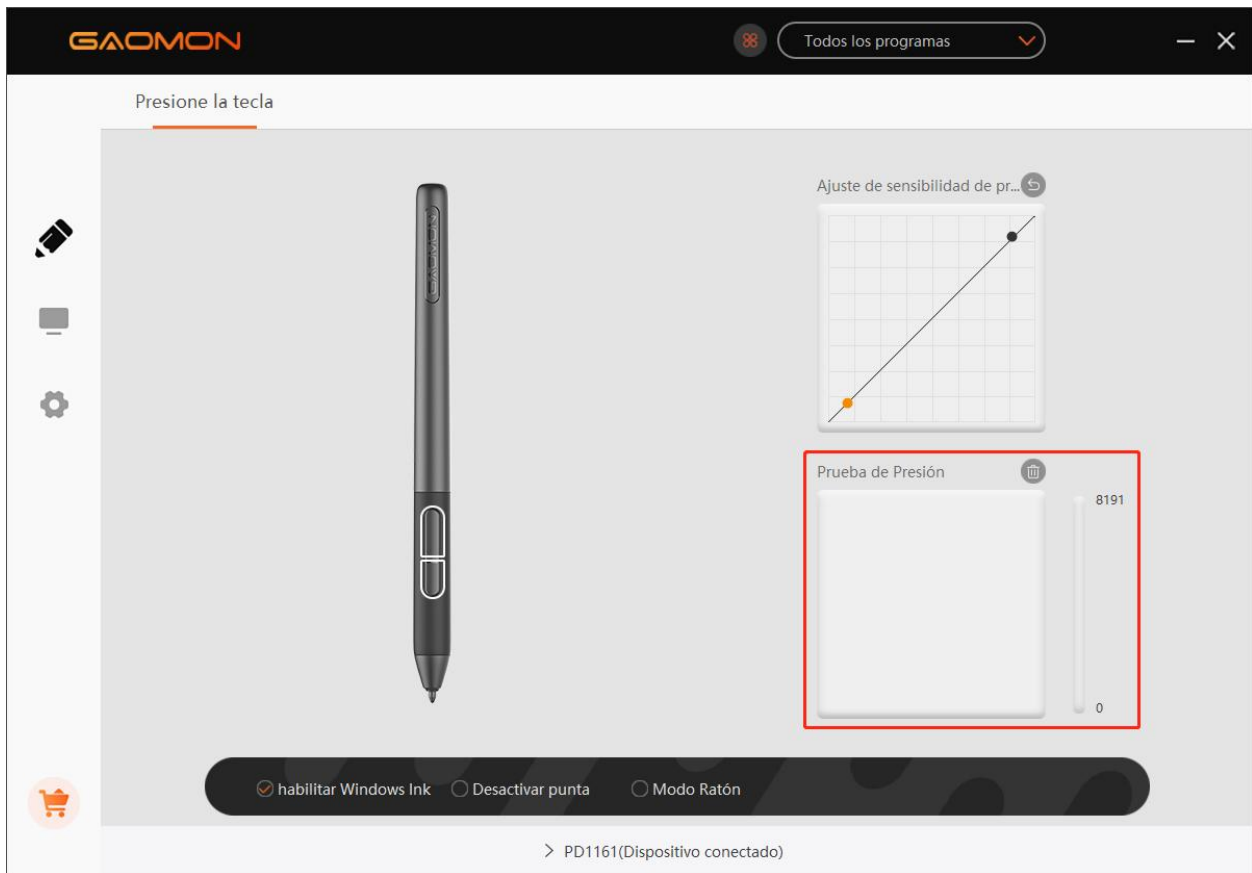 GAOMON
Todos los programas
Presione la tecla
GAOMON
Ajuste de sensibilidad de pr...
Prueba de Presión
8191
0
habilitar Windows Ink
Desactivar punta
Modo Ratón
PD1161(Dispositivo conectado)